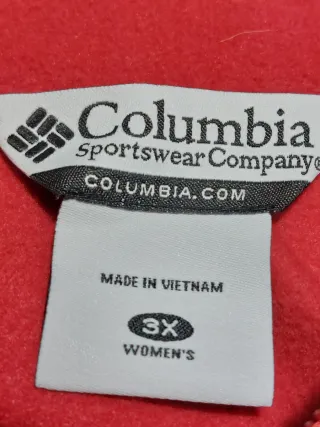 Columbia
Sportswear Company®
COLUMBIA.COM
MADE IN VIETNAM
3X
WOMEN'S